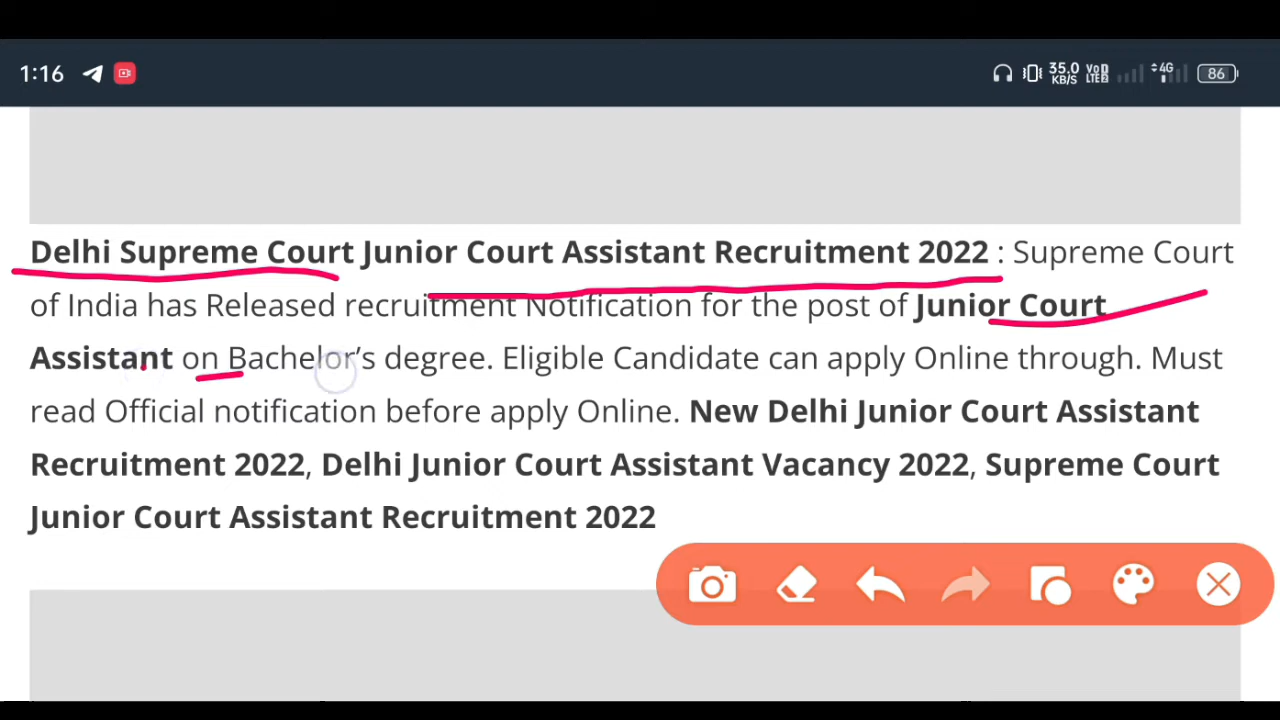 1:16 35.0 KB/S VoD LTE2 4G 86
Delhi Supreme Court Junior Court Assistant Recruitment 2022 : Supreme Court
of India has Released recruitment Notification for the post of Junior Court
Assistant on Bachelor's degree. Eligible Candidate can apply Online through. Must
read Official notification before apply Online. New Delhi Junior Court Assistant
Recruitment 2022, Delhi Junior Court Assistant Vacancy 2022, Supreme Court
Junior Court Assistant Recruitment 2022